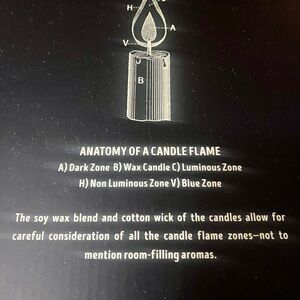 H
A
V
B
ANATOMY OF A CANDLE FLAME
A) Dark Zone B) Wax Candle C) Luminous Zone
H) Non Luminous Zone V) Blue Zone
The soy wax blend and cotton wick of the candles allow for
careful consideration of all the candle flame zones—not to
mention room-filling aromas.